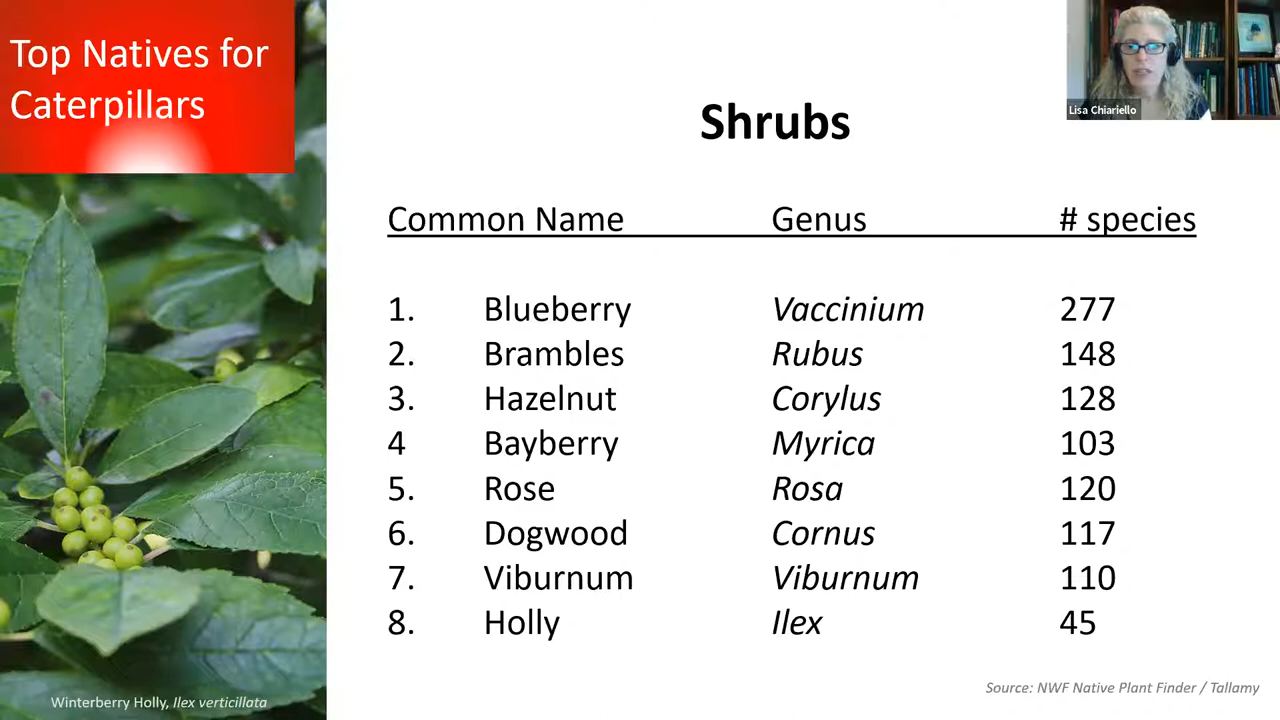 Top Natives for
Caterpillars
Lisa Chiariello
Shrubs
Common Name Genus # species
1. Blueberry Vaccinium 277
2. Brambles Rubus 148
3. Hazelnut Corylus 128
4 Bayberry Myrica 103
5. Rose Rosa 120
6. Dogwood Cornus 117
7. Viburnum Viburnum 110
8. Holly Ilex 45
Source: NWF Native Plant Finder / Tallamy
Winterberry Holly, Ilex verticillata